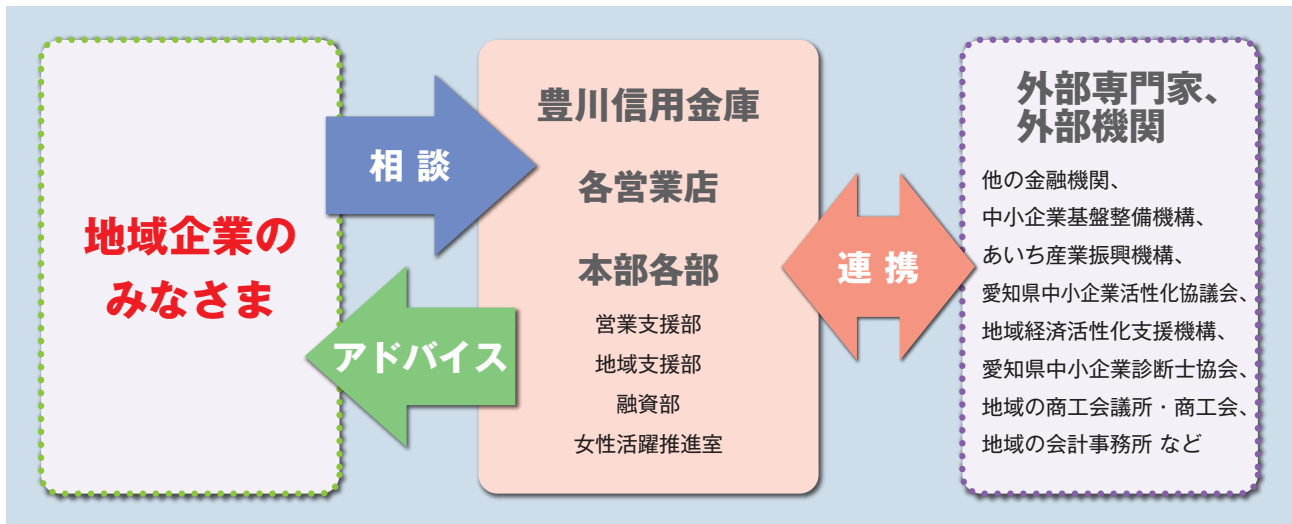 地域企業の
みなさま
相 談
アドバイス
豊川信用金庫
各営業店
本部各部
営業支援部
地域支援部
融資部
女性活躍推進室
連 携
外部専門家、
外部機関
他の金融機関、
中小企業基盤整備機構、
あいち産業振興機構、
愛知県中小企業活性化協議会、
地域経済活性化支援機構、
愛知県中小企業診断士協会、
地域の商工会議所・商工会、
地域の会計事務所 など